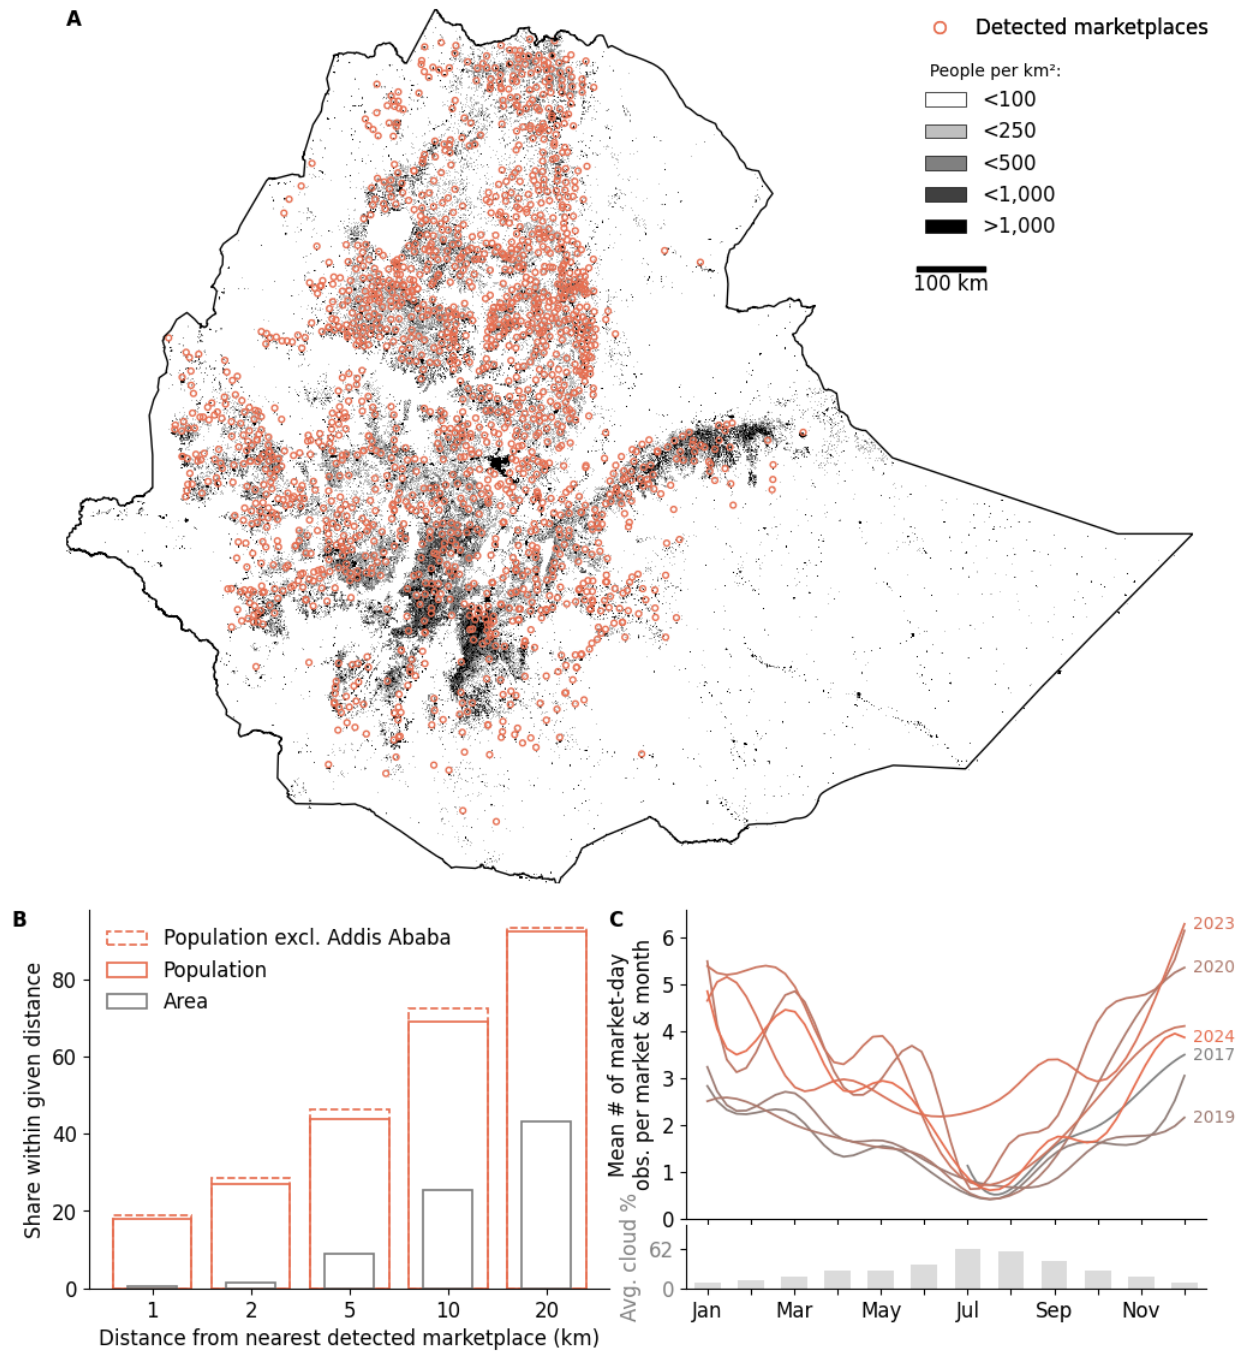 A
Detected marketplaces
People per km²:
<100
<250
<500
<1,000
>1,000
100 km
B
Population excl. Addis Ababa
Population
Area
Share within given distance
80
60
40
20
0
1 2 5 10 20
Distance from nearest detected marketplace (km)
C
Mean # of market-day
obs. per market & month
6
5
4
3
2
1
0
2023
2020
2024
2017
2019
Avg. cloud %
62
0
Jan Mar May Jul Sep Nov